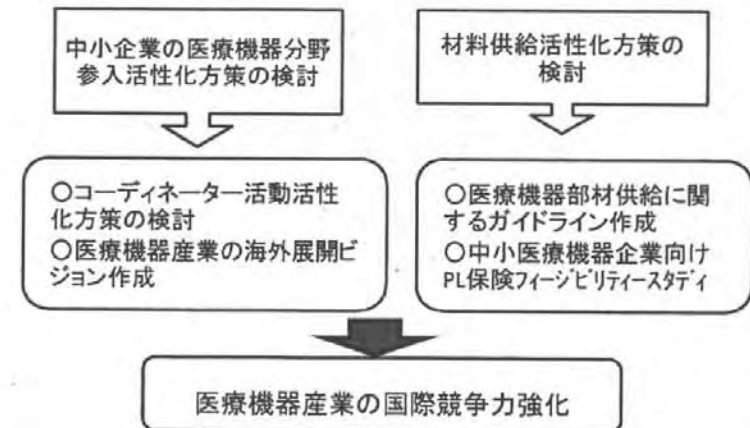 中小企業の医療機器分野
参入活性化方策の検討
材料供給活性化方策の
検討
○コーディネーター活動活性
化方策の検討
○医療機器産業の海外展開ビ
ジョン作成
○医療機器部材供給に関
するガイドライン作成
○中小医療機器企業向け
PL保険フィージビリティースタディ
医療機器産業の国際競争力強化